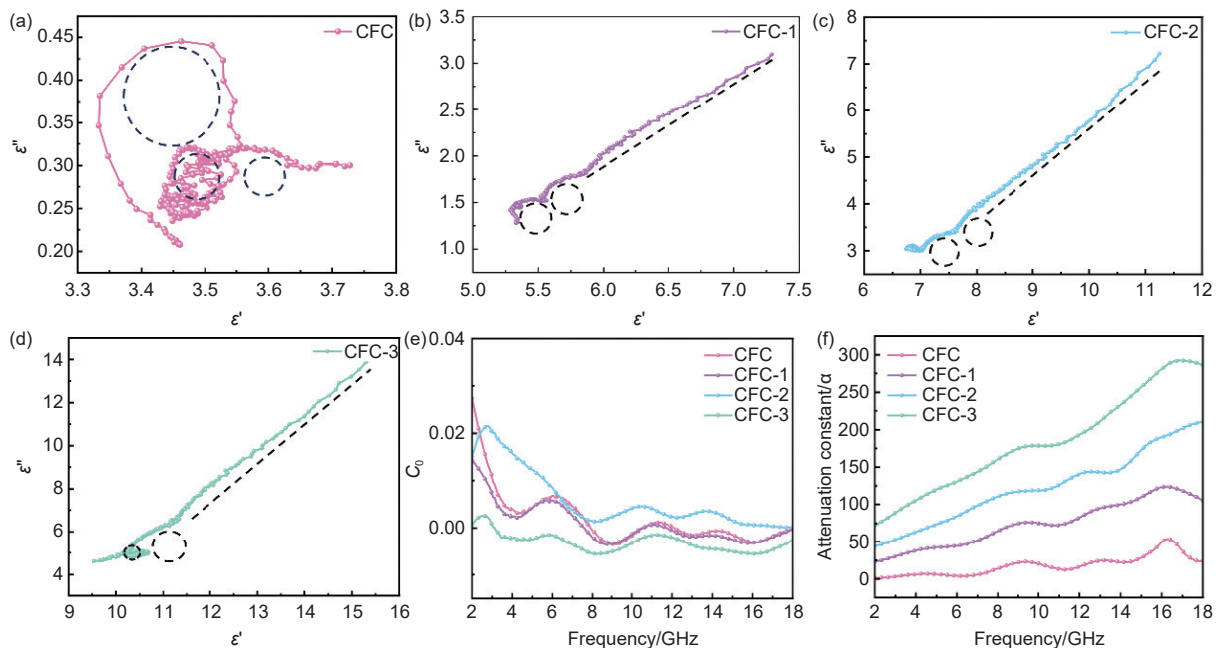 (a)
CFC
0.45
0.40
0.35
0.30
0.25
0.20
ε"
3.3 3.4 3.5 3.6 3.7 3.8
ε'
(b)
CFC-1
3.5
3.0
2.5
2.0
1.5
1.0
ε"
5.0 5.5 6.0 6.5 7.0 7.5
ε'
(c)
CFC-2
8
7
6
5
4
3
ε"
6 7 8 9 10 11 12
ε'
(d)
CFC-3
14
12
10
8
6
4
ε"
9 10 11 12 13 14 15 16
ε'
(e)
CFC
CFC-1
CFC-2
CFC-3
0.04
0.02
0.00
C₀
2 4 6 8 10 12 14 16 18
Frequency/GHz
(f)
CFC
CFC-1
CFC-2
CFC-3
300
250
200
150
100
50
0
Attenuation constant/α
2 4 6 8 10 12 14 16 18
Frequency/GHz